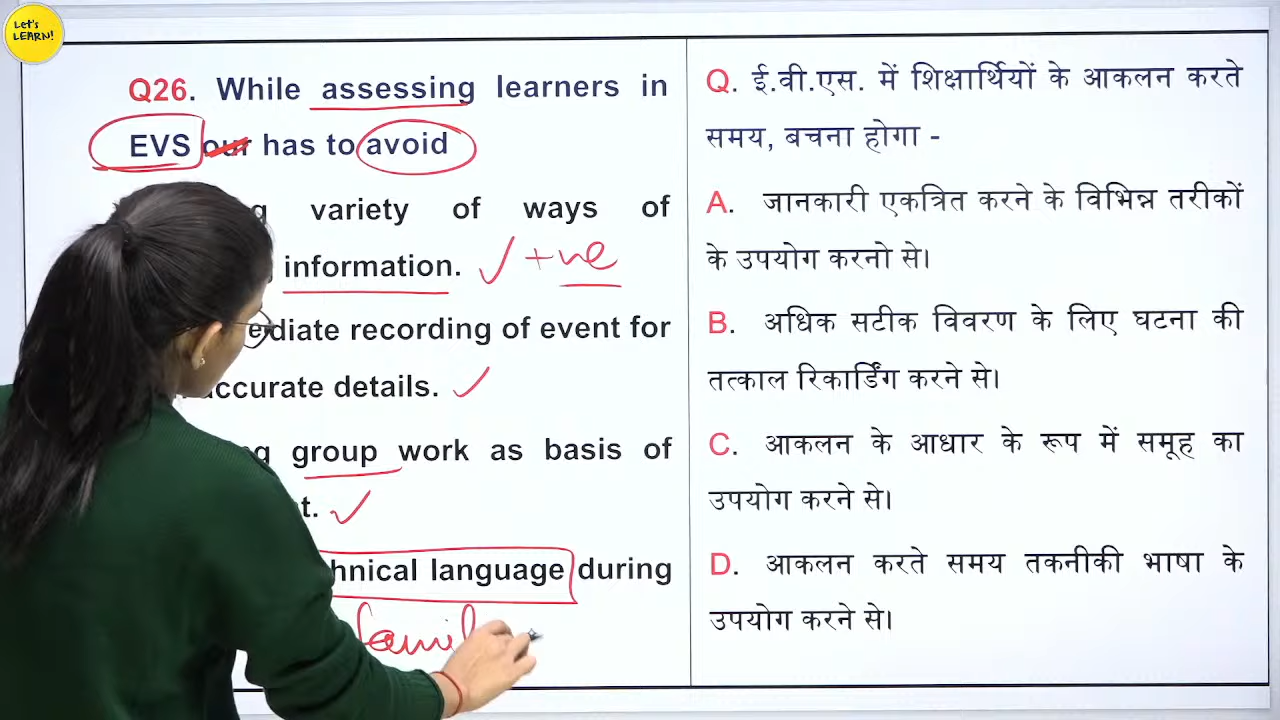 Let's
LEARN!
Q26. While assessing learners in
EVS our has to avoid
variety of ways of
information. +ve
recording of event for
accurate details.
group work as basis of
language during
Q. ई.वी.एस. में शिक्षार्थियों के आकलन करते
समय, बचना होगा -
A. जानकारी एकत्रित करने के विभिन्न तरीकों
के उपयोग करनो से।
B. अधिक सटीक विवरण के लिए घटना की
तत्काल रिकार्डिंग करने से।
C. आकलन के आधार के रूप में समूह का
उपयोग करने से।
D. आकलन करते समय तकनीकी भाषा के
उपयोग करने से।